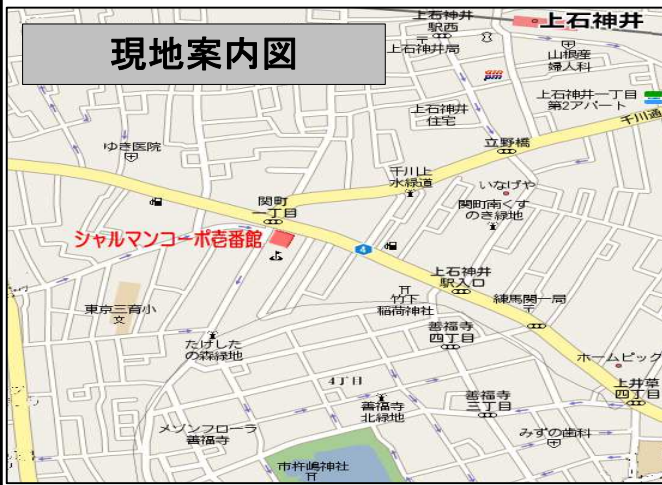 現地案内図
上石神井
上石神井
駅西
上石神井局
山根産
婦人科
am
pm
上石神井一丁目
第2アパート
上石神井
住宅
千川通
ゆき医院
立野橋
千川上
水緑道
いなげや
関町南くす
のき緑地
関町
一丁目
シャルマンコーポ壱番館
4
上石神井
駅入口
竹下
稲荷神社
練馬関一局
東京三育小
文
善福寺
四丁目
たけした
の森緑地
ホームピック
4丁目
上井草
四丁目
善福寺
北緑地
善福寺
三丁目
メゾンフローラ
善福寺
みずの歯科
市杵嶋神社